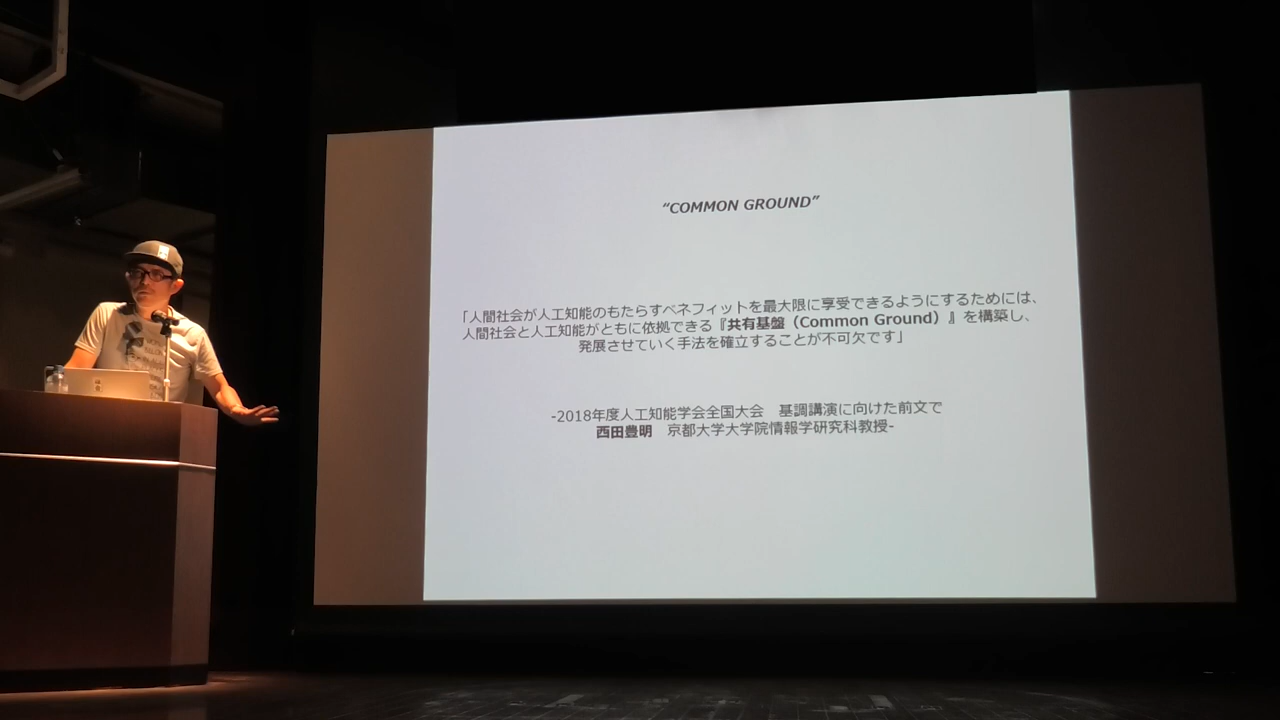 “COMMON GROUND”
「人間社会が人工知能のもたらすベネフィットを最大限に享受できるようにするためには、
人間社会と人工知能がともに依拠できる『共有基盤（Common Ground）』を構築し、
発展させていく手法を確立することが不可欠です」
-2018年度人工知能学会全国大会　基調講演に向けた前文で
西田豊明　京都大学大学院情報学研究科教授-